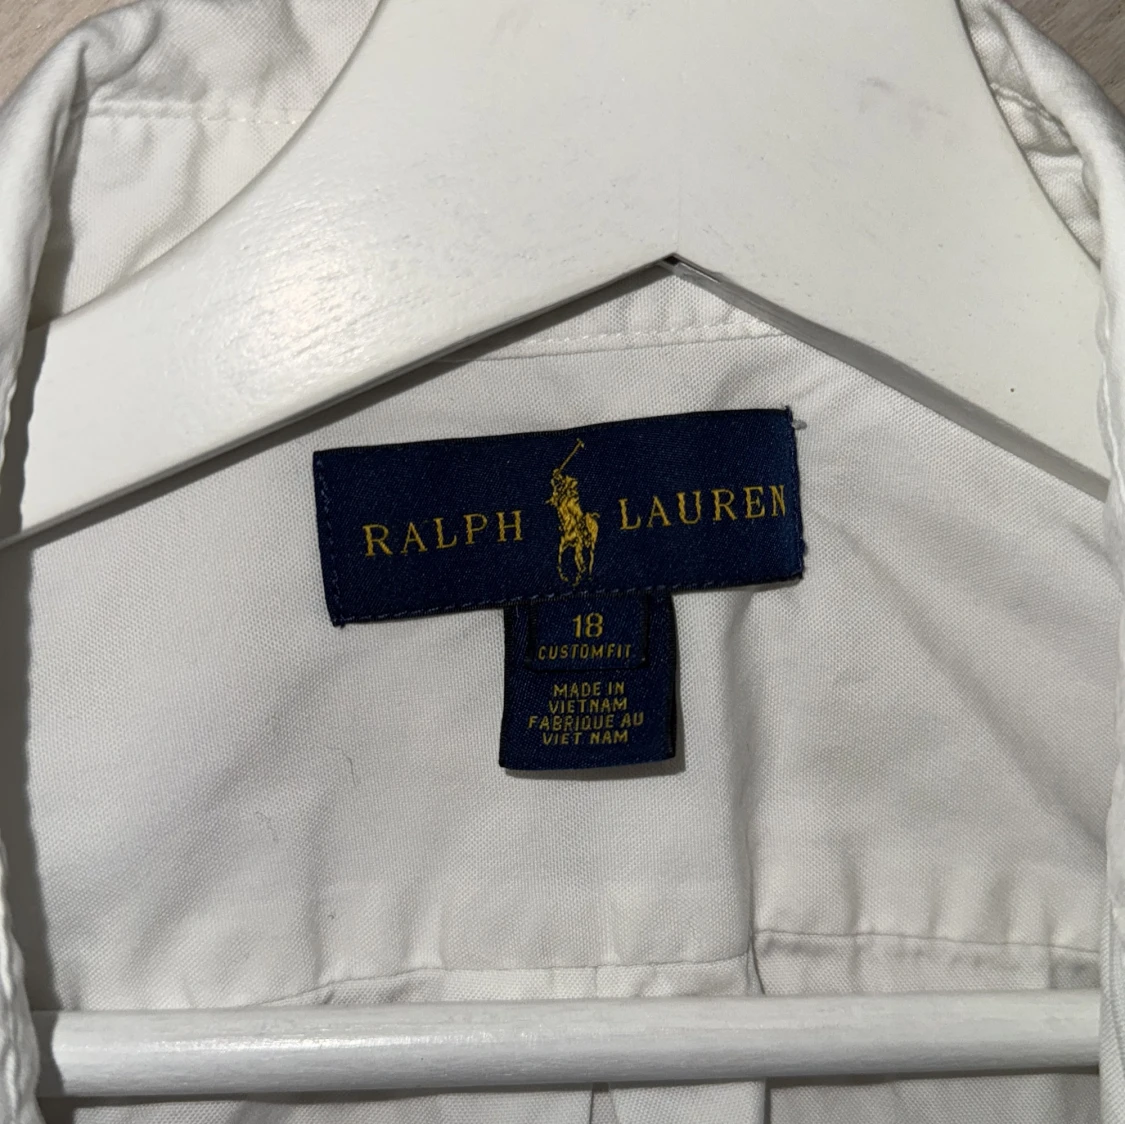 RALPH LAUREN
18
CUSTOM FIT
MADE IN
VIETNAM
FABRIQUE AU
VIET NAM